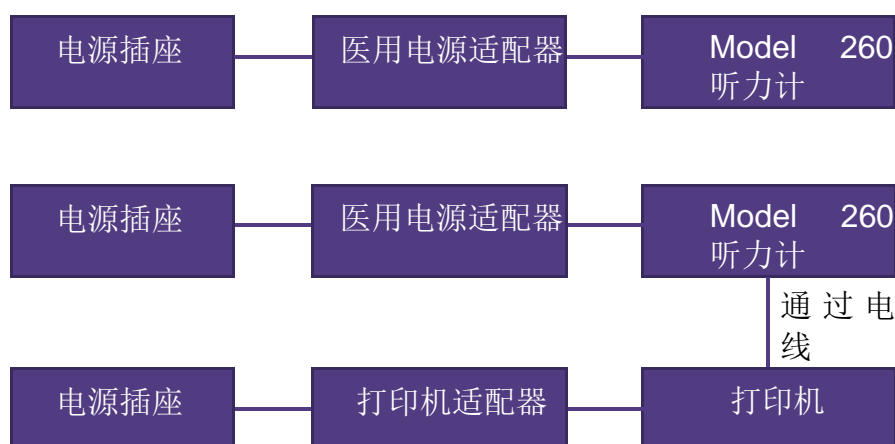 电源插座 医用电源适配器 Model 260
听力计
电源插座 医用电源适配器 Model 260
听力计
通过电
线
电源插座 打印机适配器 打印机